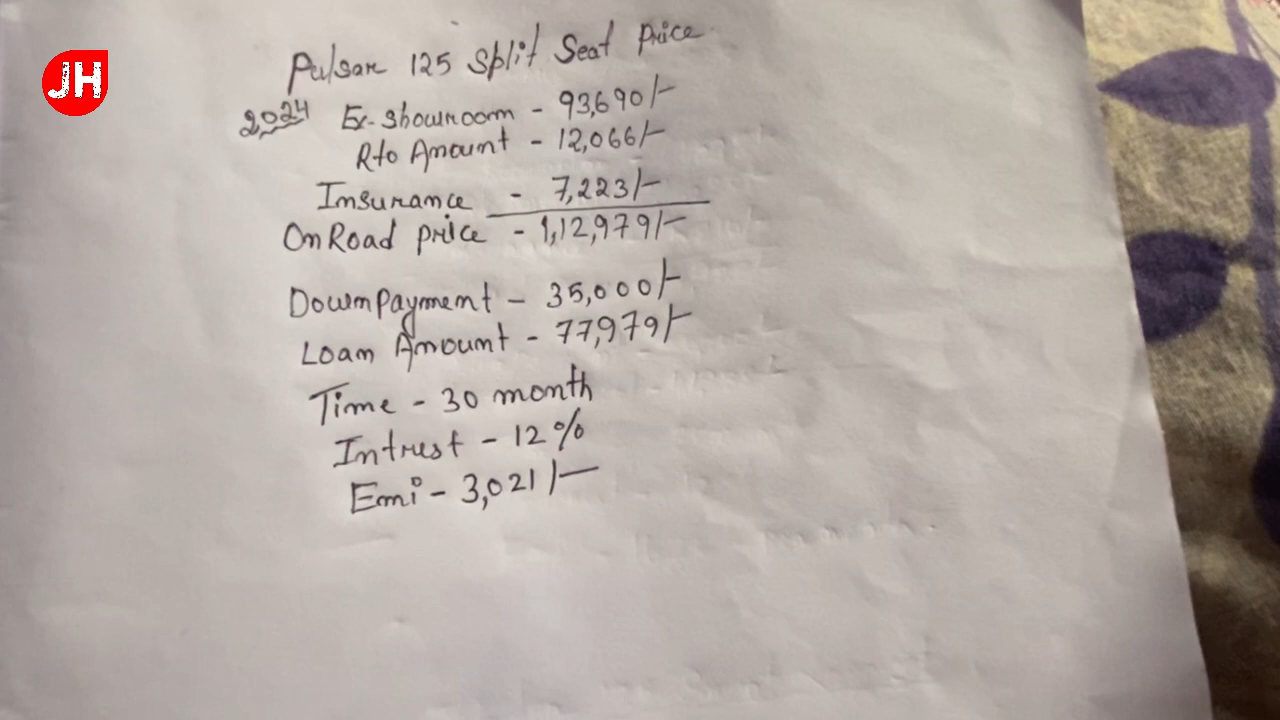 JH
Pulsar 125 Split Seat Price
2024 Ex-Showroom - 93,690/-
Rto Amount - 12,066/-
Insurance - 7,223/-
OnRoad price - 1,12,979/-
DownPayment - 35,000/-
Loan Amount - 77,979/-
Time - 30 month
Intrest - 12%
Emi - 3,021/-